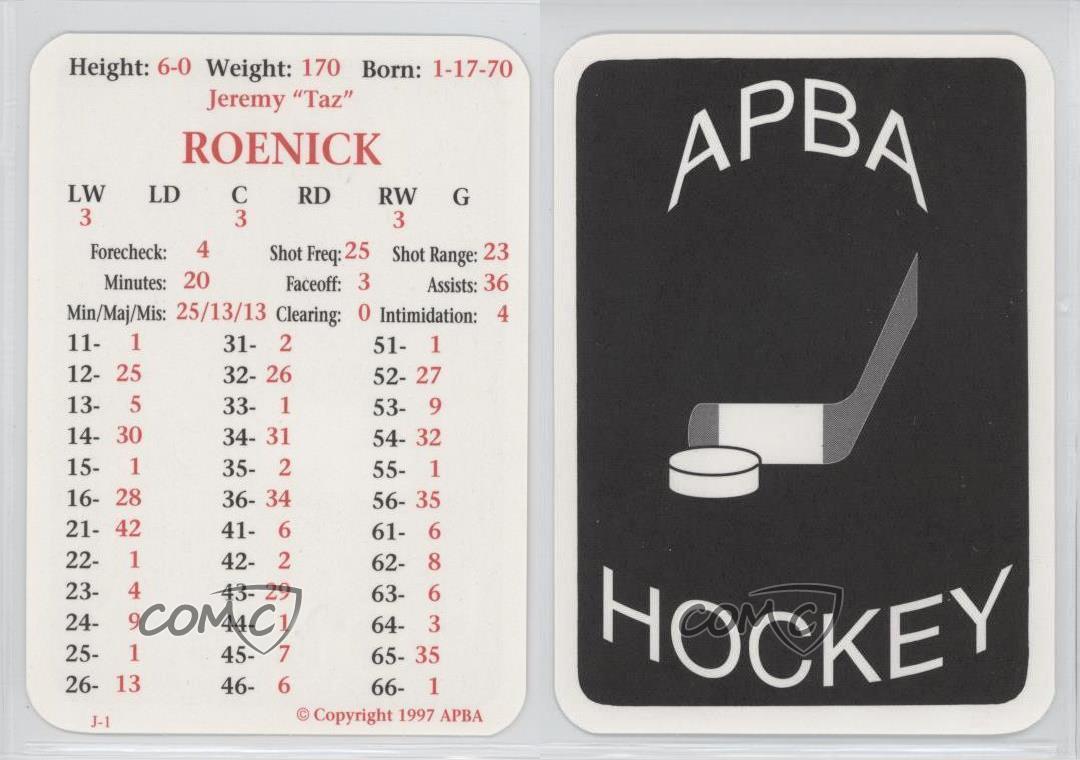 Height: 6-0 Weight: 170 Born: 1-17-70
Jeremy “Taz”
ROENICK
LW LD C RD RW G
3 3 3
Forecheck: 4 Shot Freq: 25 Shot Range: 23
Minutes: 20 Faceoff: 3 Assists: 36
Min/Maj/Mis: 25/13/13 Clearing: 0 Intimidation: 4
11- 1 31- 2 51- 1
12- 25 32- 26 52- 27
13- 5 33- 1 53- 9
14- 30 34- 31 54- 32
15- 1 35- 2 55- 1
16- 28 36- 34 56- 35
21- 42 41- 6 61- 6
22- 1 42- 2 62- 8
23- 4 43- 29 63- 6
24- 9 44- 1 64- 3
25- 1 45- 7 65- 35
26- 13 46- 6 66- 1
J-1 © Copyright 1997 APBA
COMC
APBA
HOCKEY
COMC